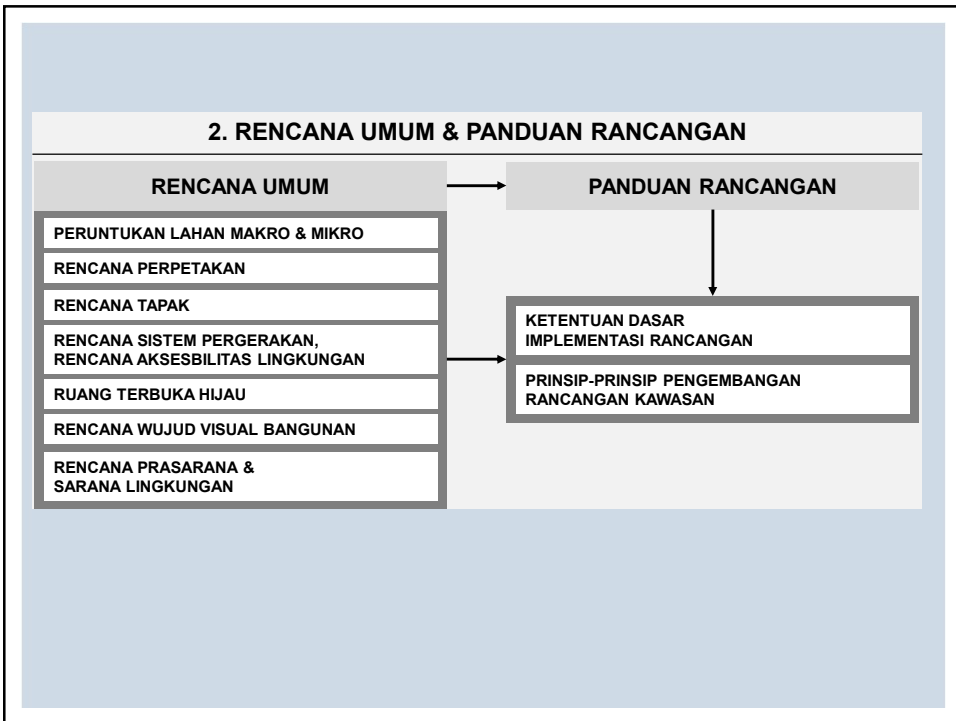 2. RENCANA UMUM & PANDUAN RANCANGAN
RENCANA UMUM
PERUNTUKAN LAHAN MAKRO & MIKRO
RENCANA PERPETAKAN
RENCANA TAPAK
RENCANA SISTEM PERGERAKAN,
RENCANA AKSESBILITAS LINGKUNGAN
RUANG TERBUKA HIJAU
RENCANA WUJUD VISUAL BANGUNAN
RENCANA PRASARANA &
SARANA LINGKUNGAN
PANDUAN RANCANGAN
KETENTUAN DASAR
IMPLEMENTASI RANCANGAN
PRINSIP-PRINSIP PENGEMBANGAN
RANCANGAN KAWASAN